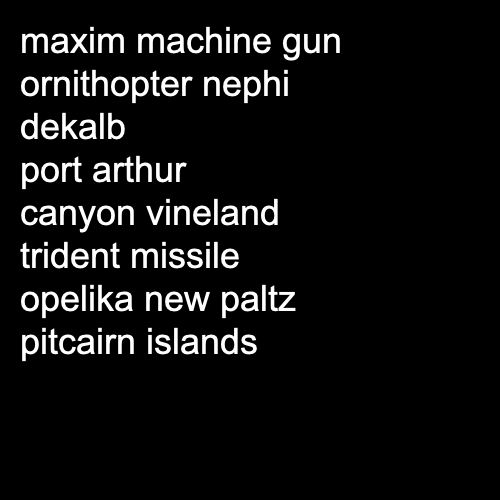 maxim machine gun
ornithopter nephi
dekalb
port arthur
canyon vineland
trident missile
opelika new paltz
pitcairn islands